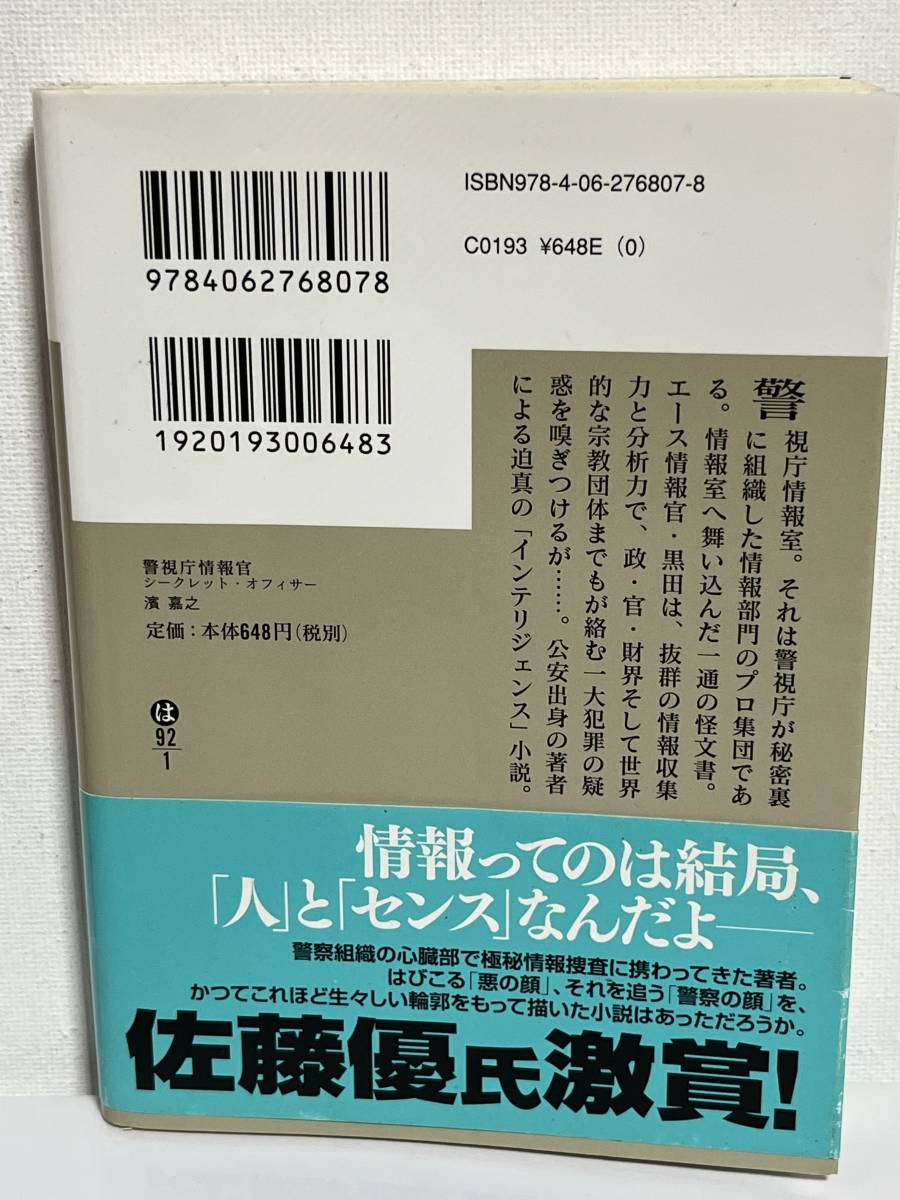 9784062768078
ISBN978-4-06-276807-8
C0193 ¥648E (0)
1920193006483
警視庁情報官
シークレット・オフィサー
濱 嘉之
定価:本体648円(税別)
は
92
1
警視庁情報室。それは警視庁が秘密裏
に組織した情報部門のプロ集団であ
る。情報室へ舞い込んだ一通の怪文書。
エース情報官・黒田は、抜群の情報収集
力と分析力で、政・官・財界そして世界
的な宗教団体までもが絡む一大犯罪の疑
惑を嗅ぎつけるが……。公安出身の著者
による迫真の「インテリジェンス」小説。
情報ってのは結局、
「人」と「センス」なんだよ――
警察組織の心臓部で極秘情報捜査に携わってきた著者。
はびこる「悪の顔」、それを追う「警察の顔」を、
かつてこれほど生々しい輪郭をもって描いた小説はあっただろうか。
佐藤優氏激賞!